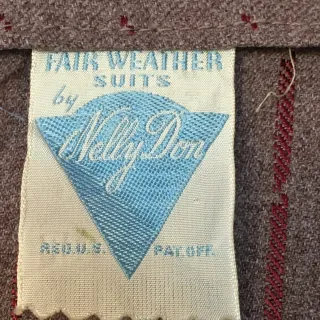 FAIR WEATHER
SUITS
by
Nelly Don
REG.U.S. PAT.OFF.